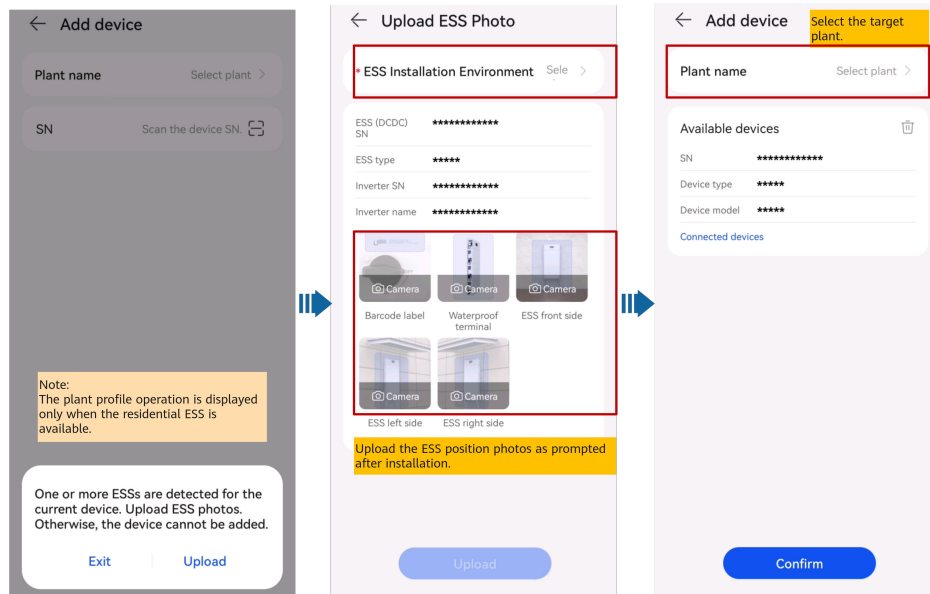 Add device
Plant name
Select plant
SN
Scan the device SN.
Note:
The plant profile operation is displayed
only when the residential ESS is
available.
One or more ESSs are detected for the
current device. Upload ESS photos.
Otherwise, the device cannot be added.
Exit
Upload
Upload ESS Photo
* ESS Installation Environment
Sele
ESS (DCDC)
SN
************
ESS type
*****
Inverter SN
************
Inverter name
************
Camera
Camera
Camera
Barcode label
Waterproof
terminal
ESS front side
Camera
Camera
ESS left side
ESS right side
Upload the ESS position photos as prompted
after installation.
Upload
Add device
Select the target
plant.
Plant name
Select plant
Available devices
SN
************
Device type
*****
Device model
*****
Connected devices
Confirm